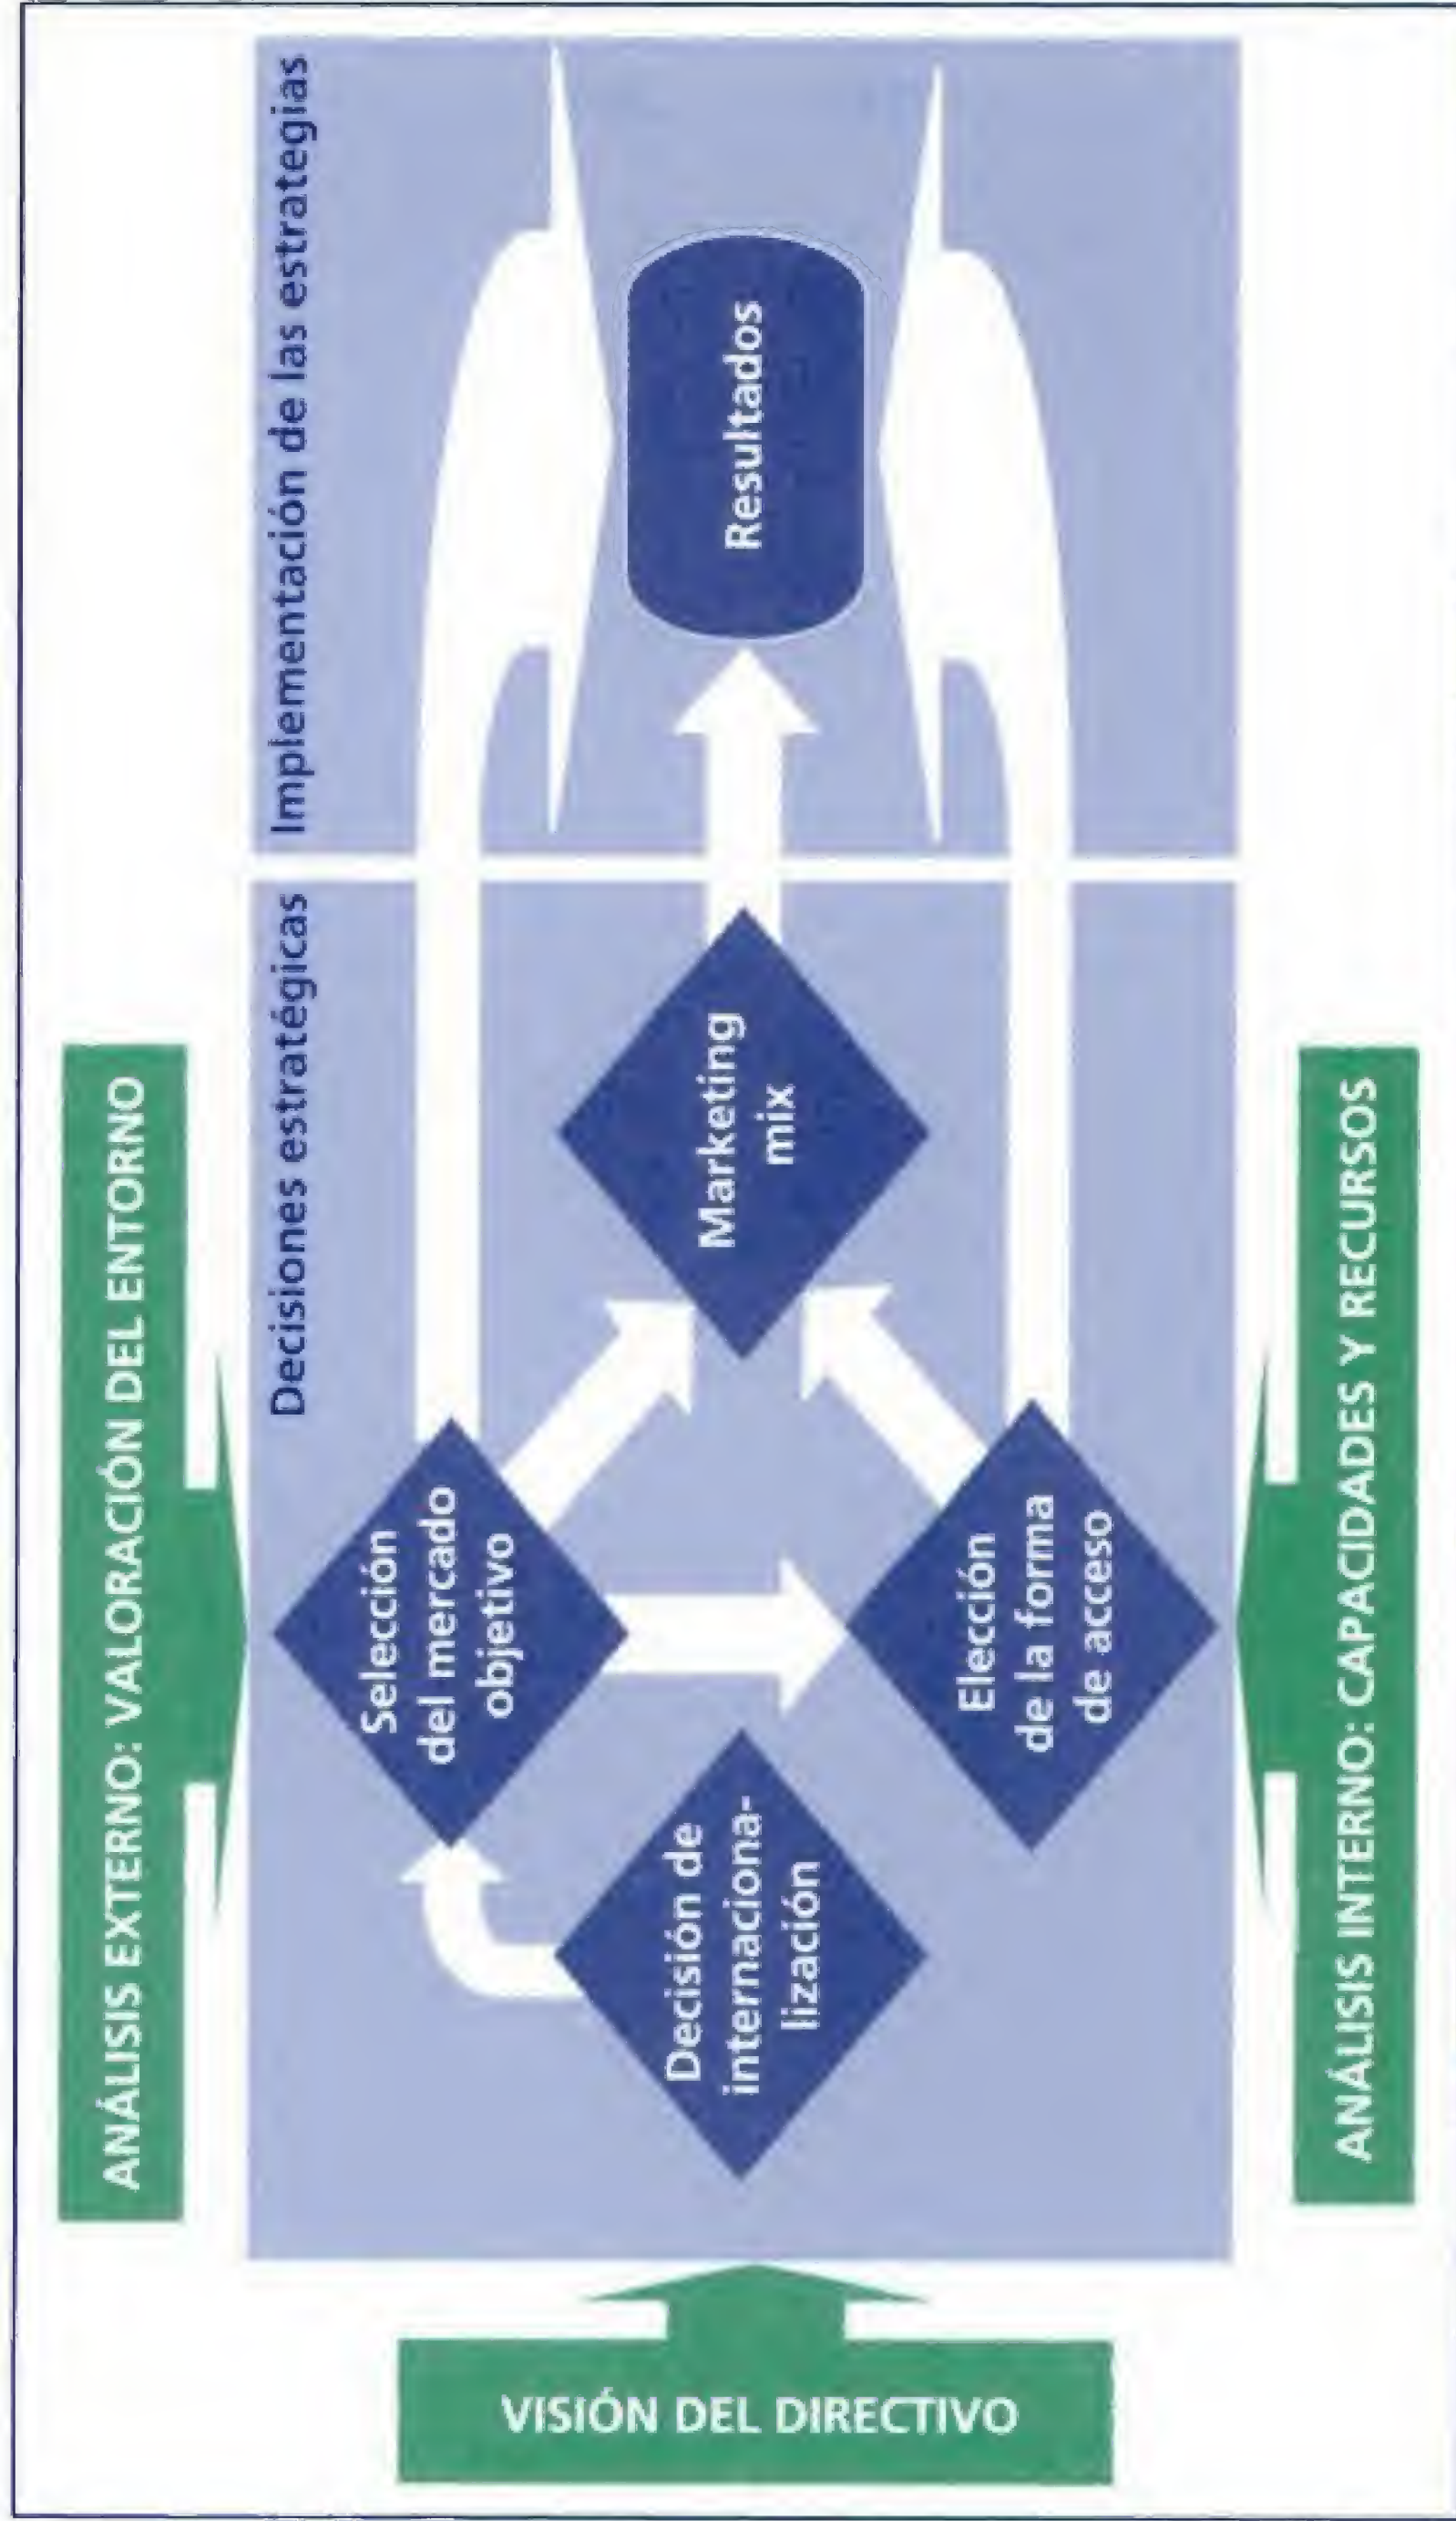 ANÁLISIS EXTERNO: VALORACIÓN DEL ENTORNO
Decisiones estratégicas
Implementación de las estrategias
VISIÓN DEL DIRECTIVO
Decisión de
internaciona-
lización
Selección
del mercado
objetivo
Elección
de la forma
de acceso
Marketing
mix
Resultados
ANÁLISIS INTERNO: CAPACIDADES Y RECURSOS